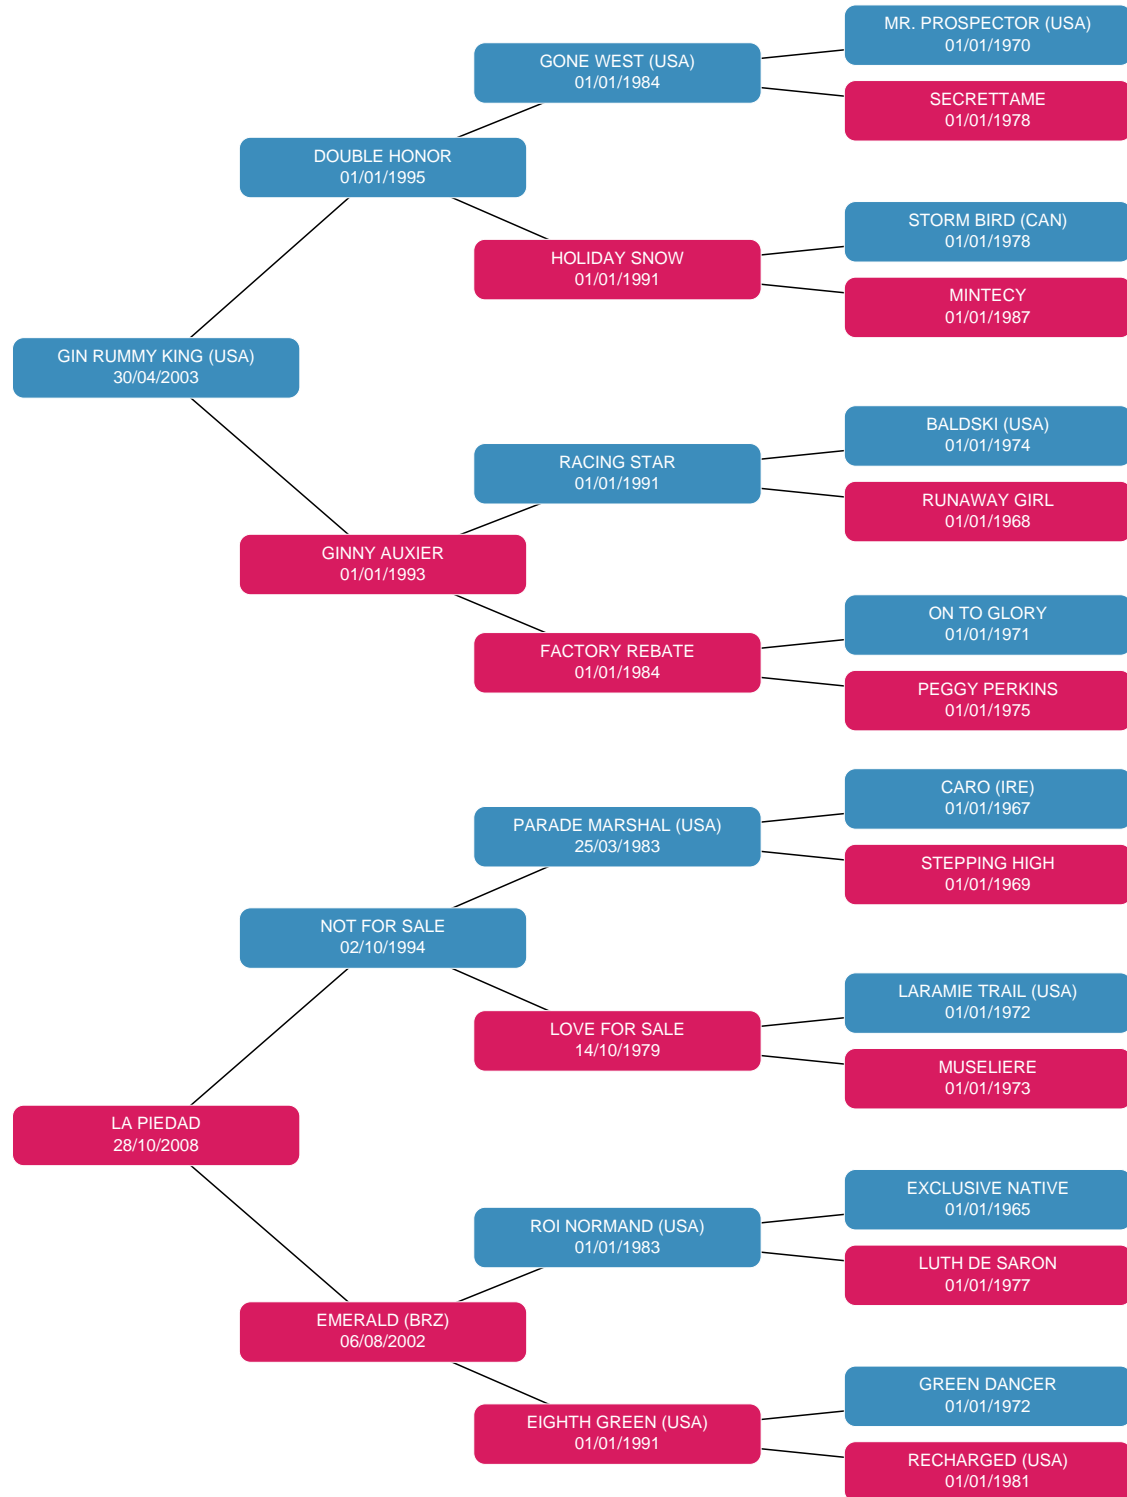 MR. PROSPECTOR (USA)
01/01/1970
GONE WEST (USA)
01/01/1984
SECRETTAME
01/01/1978
DOUBLE HONOR
01/01/1995
STORM BIRD (CAN)
01/01/1978
HOLIDAY SNOW
01/01/1991
MINTECY
01/01/1987
GIN RUMMY KING (USA)
30/04/2003
BALDSKI (USA)
01/01/1974
RACING STAR
01/01/1991
RUNAWAY GIRL
01/01/1968
GINNY AUXIER
01/01/1993
ON TO GLORY
01/01/1971
FACTORY REBATE
01/01/1984
PEGGY PERKINS
01/01/1975
CARO (IRE)
01/01/1967
PARADE MARSHAL (USA)
25/03/1983
STEPPING HIGH
01/01/1969
NOT FOR SALE
02/10/1994
LARAMIE TRAIL (USA)
01/01/1972
LOVE FOR SALE
14/10/1979
MUSELIERE
01/01/1973
LA PIEDAD
28/10/2008
EXCLUSIVE NATIVE
01/01/1965
ROI NORMAND (USA)
01/01/1983
LUTH DE SARON
01/01/1977
EMERALD (BRZ)
06/08/2002
GREEN DANCER
01/01/1972
EIGHTH GREEN (USA)
01/01/1991
RECHARGED (USA)
01/01/1981